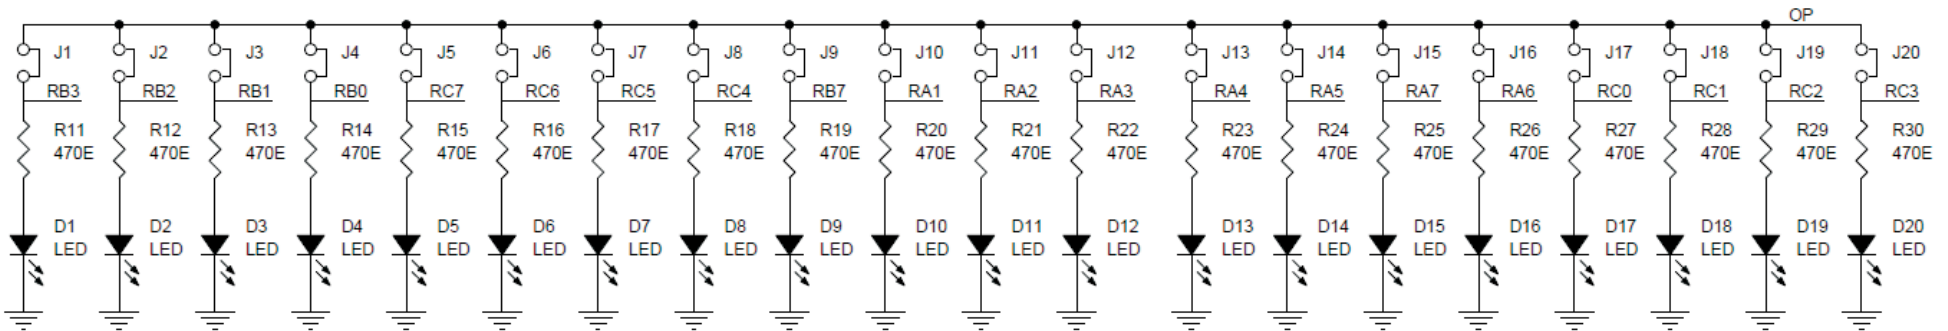 OP
J1 J2 J3 J4 J5 J6 J7 J8 J9 J10 J11 J12 J13 J14 J15 J16 J17 J18 J19 J20
RB3 RB2 RB1 RB0 RC7 RC6 RC5 RC4 RB7 RA1 RA2 RA3 RA4 RA5 RA7 RA6 RC0 RC1 RC2 RC3
R11 R12 R13 R14 R15 R16 R17 R18 R19 R20 R21 R22 R23 R24 R25 R26 R27 R28 R29 R30
470E 470E 470E 470E 470E 470E 470E 470E 470E 470E 470E 470E 470E 470E 470E 470E 470E 470E 470E 470E
D1 D2 D3 D4 D5 D6 D7 D8 D9 D10 D11 D12 D13 D14 D15 D16 D17 D18 D19 D20
LED LED LED LED LED LED LED LED LED LED LED LED LED LED LED LED LED LED LED LED